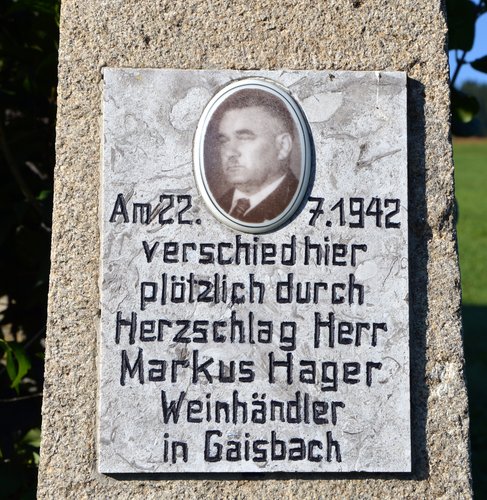 Am 22. 7.1942
verschied hier
plötzlich durch
Herzschlag Herr
Markus Hager
Weinhändler
in Gaisbach